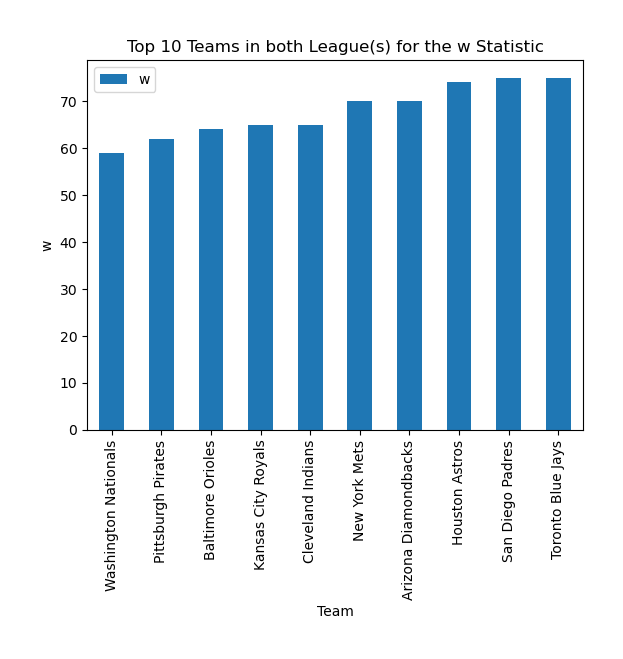 Top 10 Teams in both League(s) for the w Statistic
w
70
60
50
40
30
20
10
0
w
Washington Nationals
Pittsburgh Pirates
Baltimore Orioles
Kansas City Royals
Cleveland Indians
New York Mets
Arizona Diamondbacks
Houston Astros
San Diego Padres
Toronto Blue Jays
Team